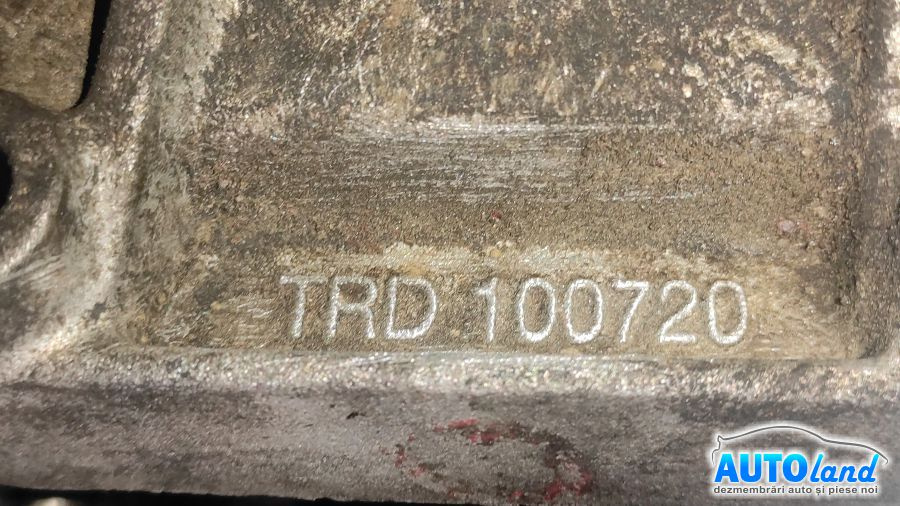 TRD 100720
AUTOland
dezmembrări auto și piese noi